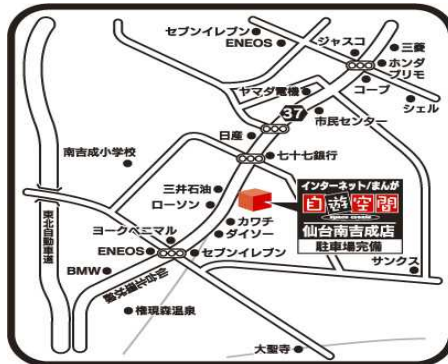 セブンイレブン
ENEOS
ジャスコ
三菱
ホンダ
プリモ
コープ
シェル
ヤマダ電機
37
市民センター
日産
七十七銀行
南吉成小学校
三井石油
ローソン
インターネット/まんが
自遊空間
space create
仙台南吉成店
駐車場完備
カワチ
ダイソー
ヨークベニマル
ENEOS
セブンイレブン
サンクス
BMW
東北自動車道
権現森温泉
大聖寺